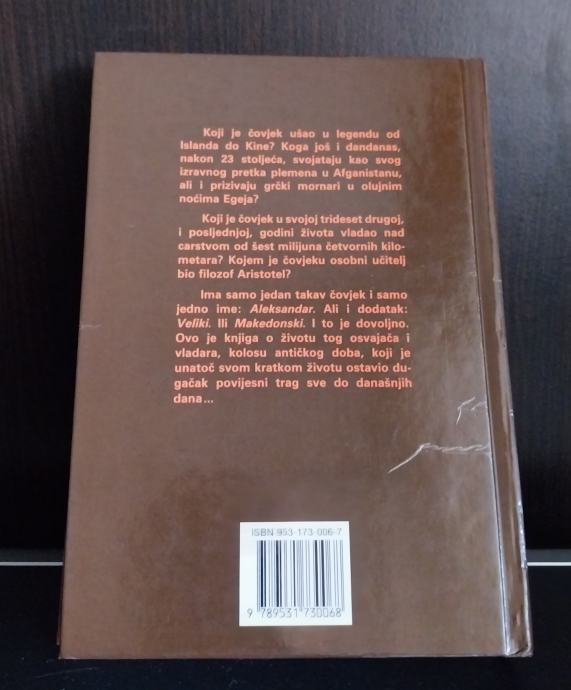 Koji je čovjek ušao u legendu od
Islanda do Kine? Koga još i dandanas,
nakon 23 stoljeća, svojataju kao svog
izravnog pretka plemena u Afganistanu,
ali i prizivaju grčki mornari u olujnim
noćima Egeja?
Koji je čovjek u svojoj trideset drugoj,
i posljednjoj, godini života vladao nad
carstvom od šest milijuna četvornih kilo-
metara? Kojem je čovjeku osobni učitelj
bio filozof Aristotel?
Ima samo jedan takav čovjek i samo
jedno ime: Aleksandar. Ali i dodatak:
Veliki. Ili Makedonski. I to je dovoljno.
Ovo je knjiga o životu tog osvajača i
vladara, kolosu antičkog doba, koji je
unatoč svom kratkom životu ostavio du-
gačak povijesni trag sve do današnjih
dana...
ISBN 953-173-006-7
9 789531 730068